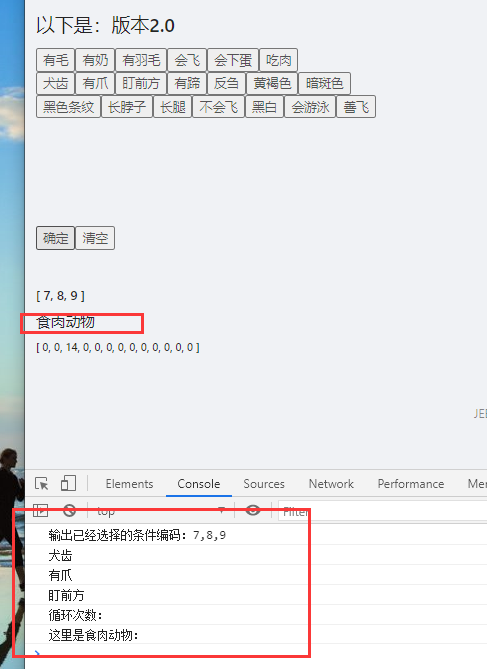 以下是：版本2.0
有毛 有奶 有羽毛 会飞 会下蛋 吃肉
犬齿 有爪 盯前方 有蹄 反刍 黄褐色 暗斑色
黑色条纹 长脖子 长腿 不会飞 黑白 会游泳 善飞
确定 清空
[ 7, 8, 9 ]
食肉动物
[ 0, 0, 14, 0, 0, 0, 0, 0, 0, 0, 0, 0, 0 ]
JEE
Elements Console Sources Network Performance Mem
top Filter
输出已经选择的条件编码：7,8,9
犬齿
有爪
盯前方
循环次数：
这里是食肉动物：